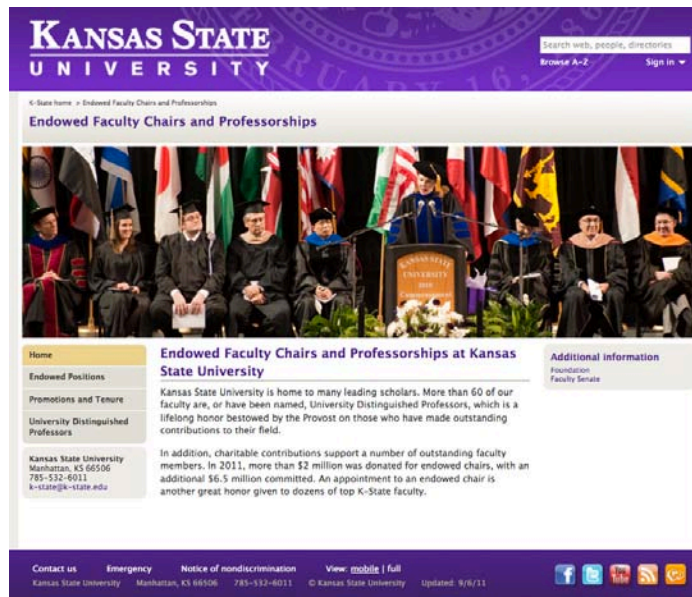 KANSAS STATE
UNIVERSITY
Search web, people, directories
Browse A-Z Sign in
K-State home > Endowed Faculty Chairs and Professorships
Endowed Faculty Chairs and Professorships
KANSAS STATE
UNIVERSITY
2010
Commencement
Home
Endowed Positions
Promotions and Tenure
University Distinguished
Professors
Kansas State University
Manhattan, KS 66506
785-532-6011
k-state@k-state.edu
Endowed Faculty Chairs and Professorships at Kansas
State University
Kansas State University is home to many leading scholars. More than 60 of our
faculty are, or have been named, University Distinguished Professors, which is a
lifelong honor bestowed by the Provost on those who have made outstanding
contributions to their field.
In addition, charitable contributions support a number of outstanding faculty
members. In 2011, more than $2 million was donated for endowed chairs, with an
additional $6.5 million committed. An appointment to an endowed chair is
another great honor given to dozens of top K-State faculty.
Additional information
Foundation
Faculty Senate
Contact us Emergency Notice of nondiscrimination View: mobile | full
Kansas State University Manhattan, KS 66506 785-532-6011 © Kansas State University Updated: 9/6/11